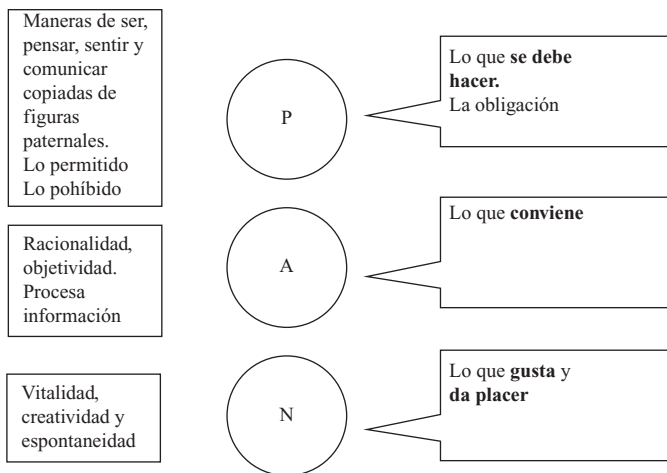 Maneras de ser,
pensar, sentir y
comunicar
copiadas de
figuras
paternales.
Lo permitido
Lo pohíbido
P
Lo que se debe
hacer.
La obligación
Racionalidad,
objetividad.
Procesa
información
A
Lo que conviene
Vitalidad,
creatividad y
espontaneidad
N
Lo que gusta y
da placer